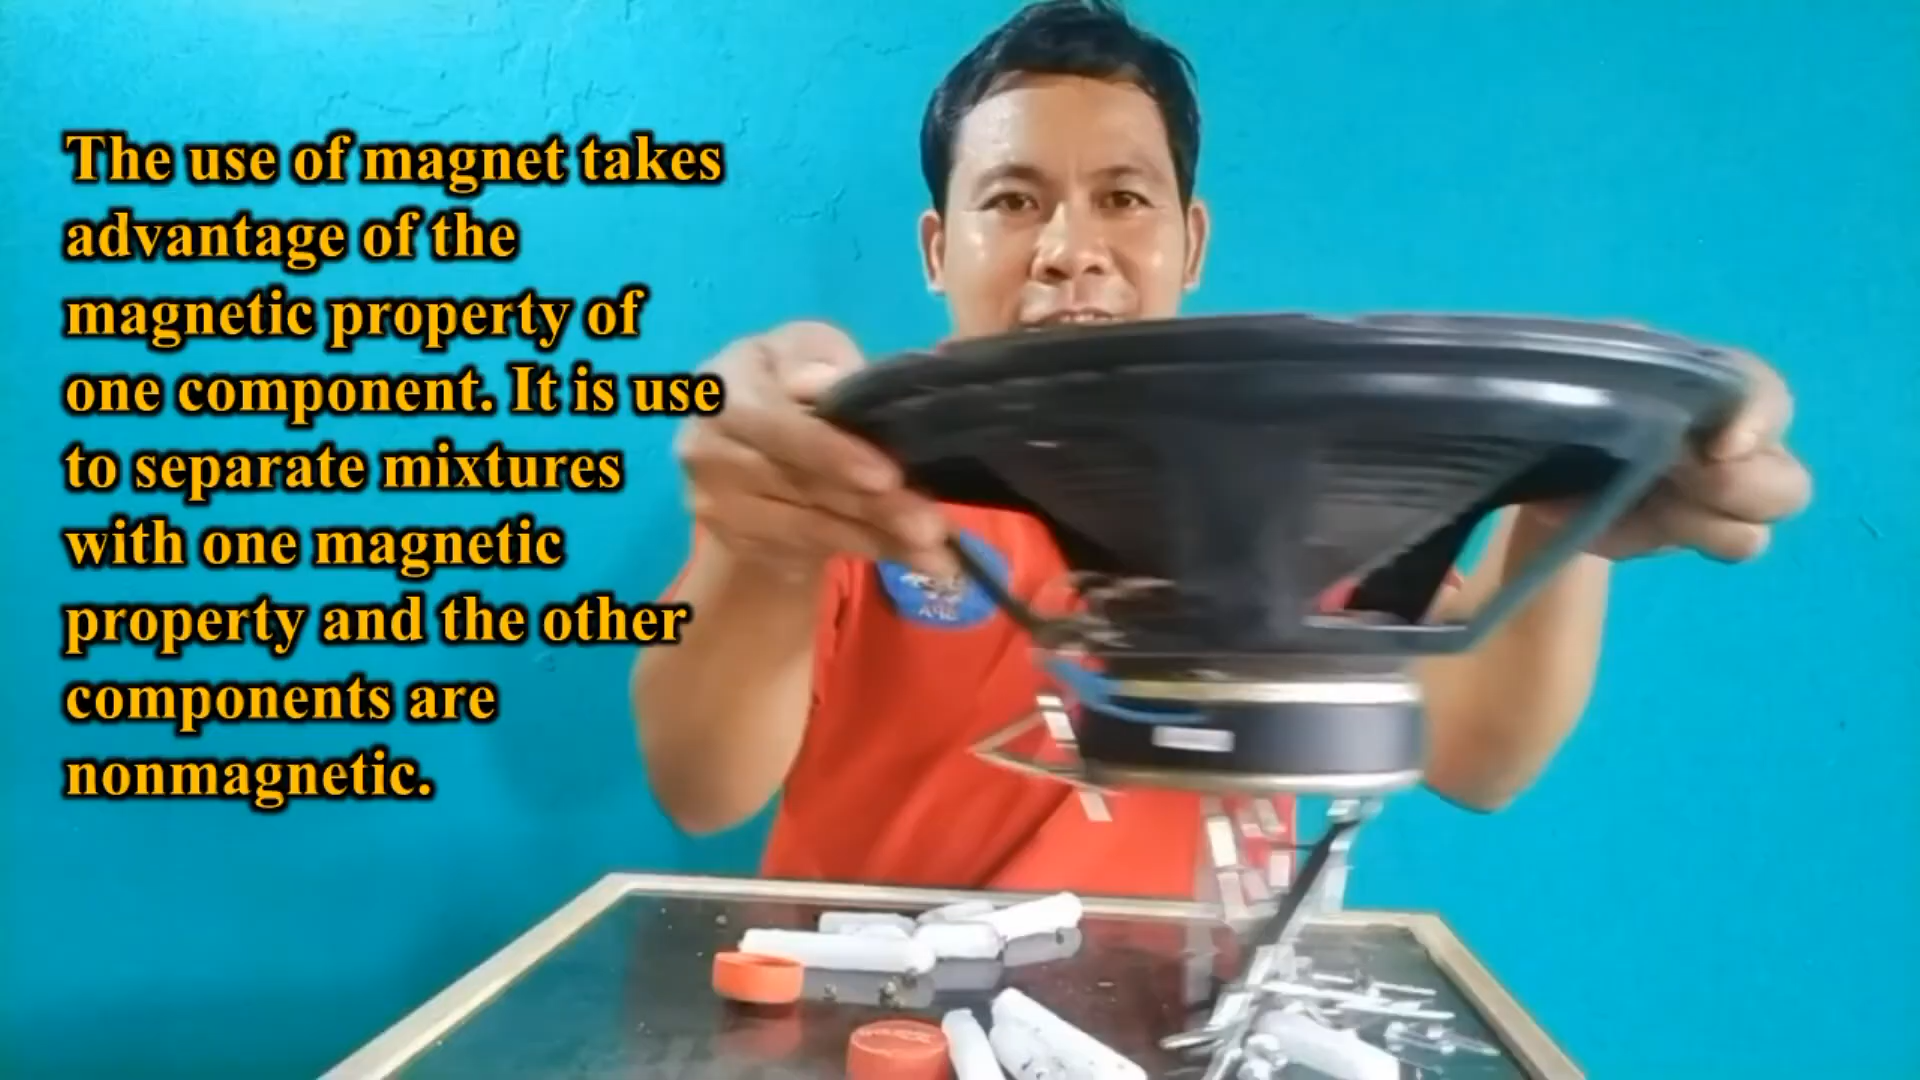 The use of magnet takes
advantage of the
magnetic property of
one component. It is use
to separate mixtures
with one magnetic
property and the other
components are
nonmagnetic.